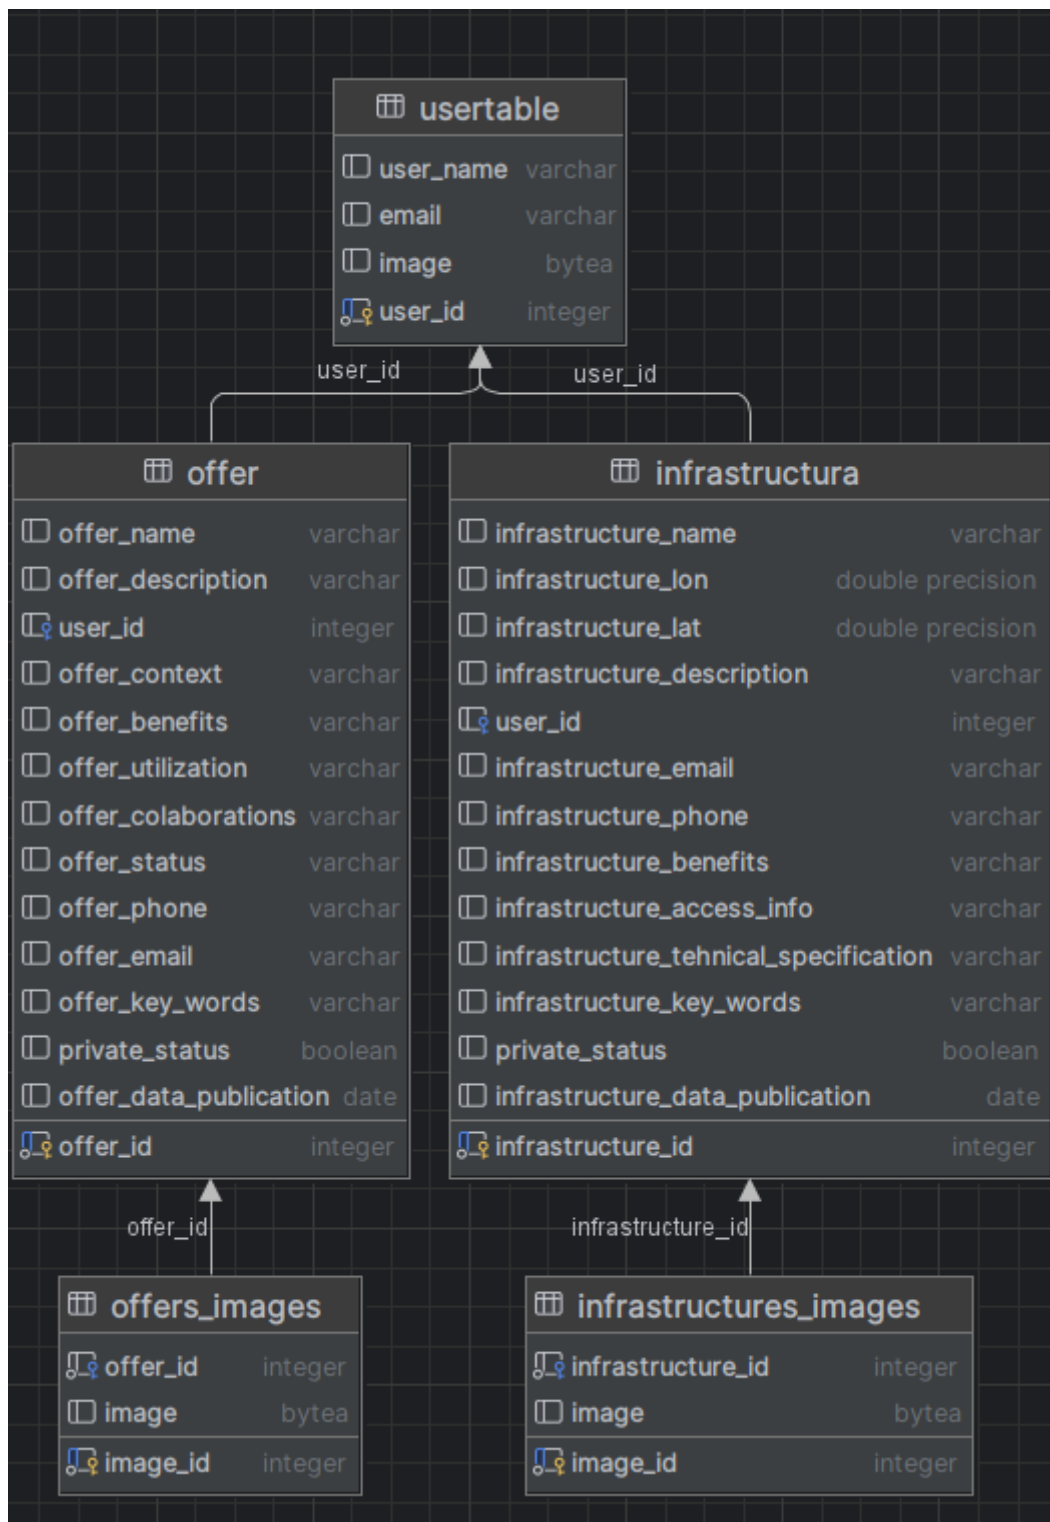 usertable
user_name varchar
email varchar
image bytea
user_id integer
user_id
user_id
offer
offer_name varchar
offer_description varchar
user_id integer
offer_context varchar
offer_benefits varchar
offer_utilization varchar
offer_colaborations varchar
offer_status varchar
offer_phone varchar
offer_email varchar
offer_key_words varchar
private_status boolean
offer_data_publication date
offer_id integer
infrastructura
infrastructure_name varchar
infrastructure_lon double precision
infrastructure_lat double precision
infrastructure_description varchar
user_id integer
infrastructure_email varchar
infrastructure_phone varchar
infrastructure_benefits varchar
infrastructure_access_info varchar
infrastructure_tehnical_specification varchar
infrastructure_key_words varchar
private_status boolean
infrastructure_data_publication date
infrastructure_id integer
offer_id
infrastructure_id
offers_images
offer_id integer
image bytea
image_id integer
infrastructures_images
infrastructure_id integer
image bytea
image_id integer